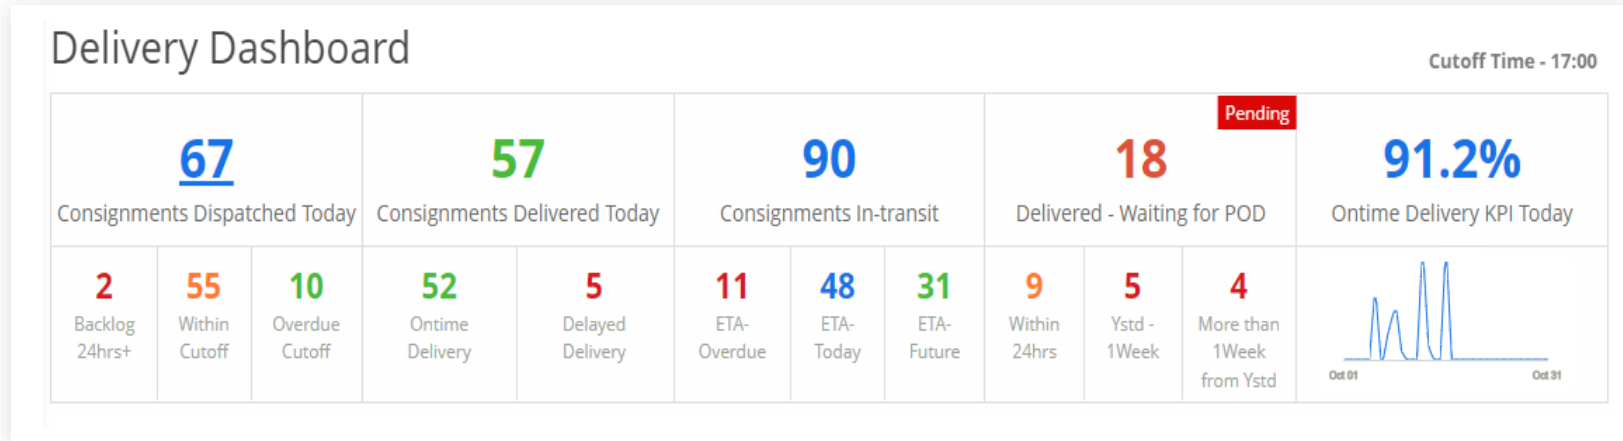 Delivery Dashboard
Cutoff Time - 17:00
Pending
67
57
90
18
91.2%
Consignments Dispatched Today
Consignments Delivered Today
Consignments In-transit
Delivered - Waiting for POD
Ontime Delivery KPI Today
2
55
10
52
5
11
48
31
9
5
4
Backlog
24hrs+
Within
Cutoff
Overdue
Cutoff
Ontime
Delivery
Delayed
Delivery
ETA-
Overdue
ETA-
Today
ETA-
Future
Within
24hrs
Ystd -
1Week
More than
1Week
from Ystd
Oct 01
Oct 31